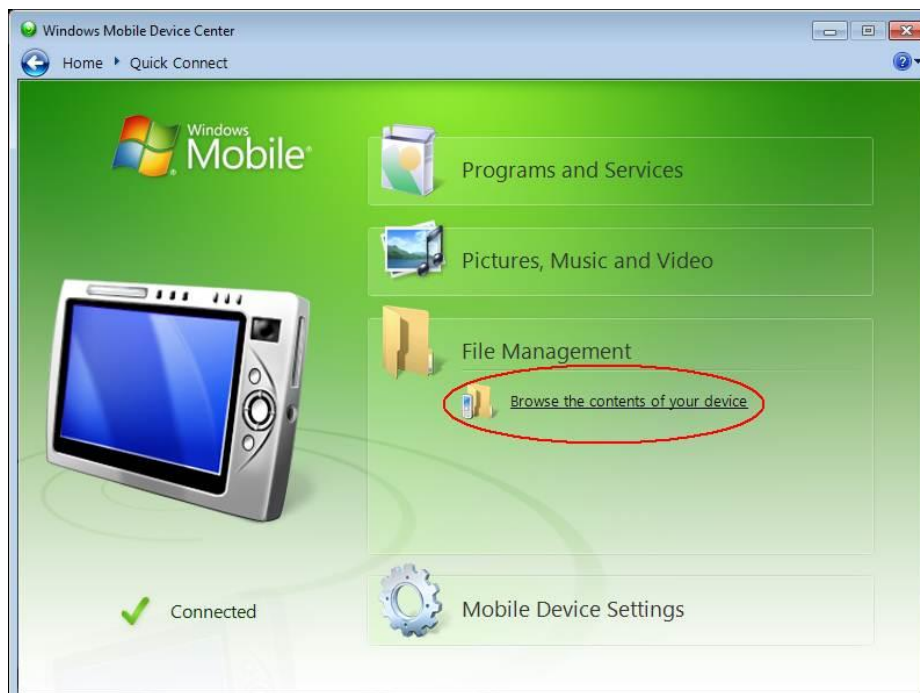 Windows Mobile Device Center
Home Quick Connect
Windows
Mobile
Programs and Services
Pictures, Music and Video
File Management
Browse the contents of your device
Connected
Mobile Device Settings